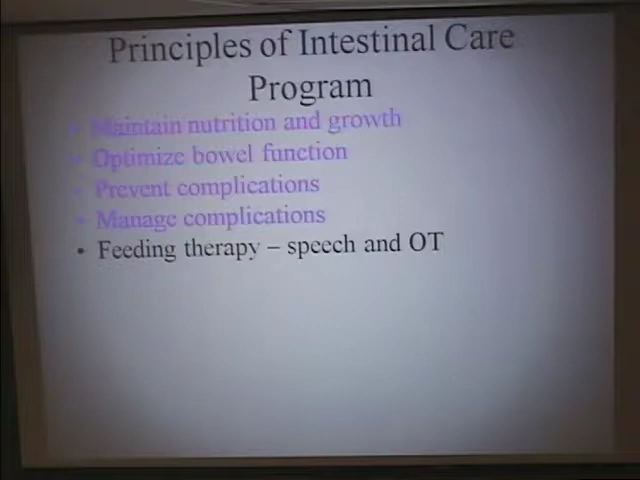 Principles of Intestinal Care
Program
• Maintain nutrition and growth
• Optimize bowel function
• Prevent complications
• Manage complications
• Feeding therapy – speech and OT